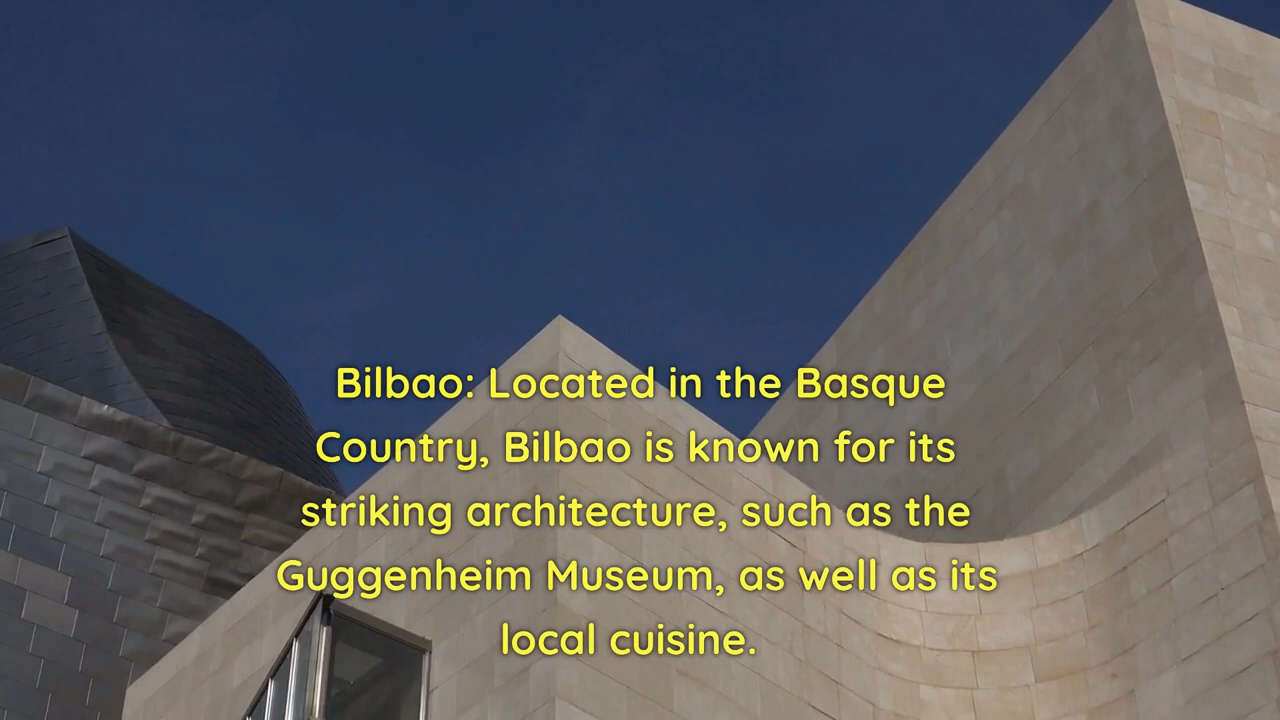 Bilbao: Located in the Basque
Country, Bilbao is known for its
striking architecture, such as the
Guggenheim Museum, as well as its
local cuisine.